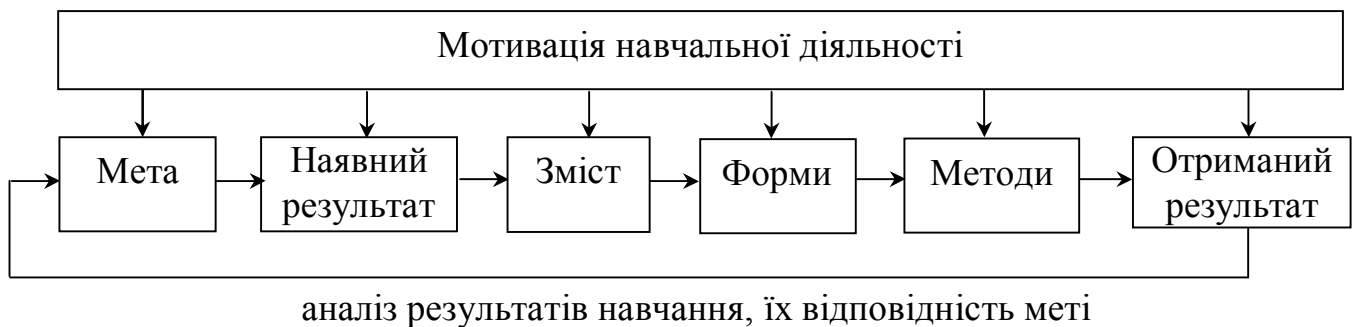 Мотивація навчальної діяльності
Мета
Наявний
результат
Зміст
Форми
Методи
Отриманий
результат
аналіз результатів навчання, їх відповідність меті